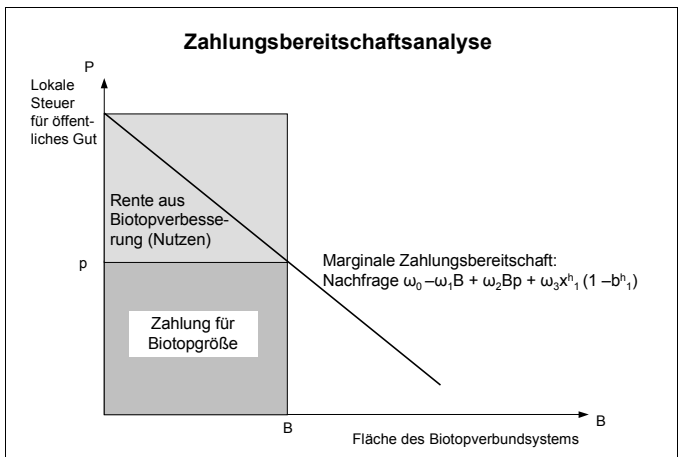 Zahlungsbereitschaftsanalyse
P
Lokale
Steuer
für öffent-
liches Gut
Rente aus
Biotopverbesse-
rung (Nutzen)
p
Marginale Zahlungsbereitschaft:
Nachfrage ω₀ –ω₁B + ω₂Bp + ω₃xʰ₁ (1 –bʰ₁)
Zahlung für
Biotopgröße
B
B
Fläche des Biotopverbundsystems